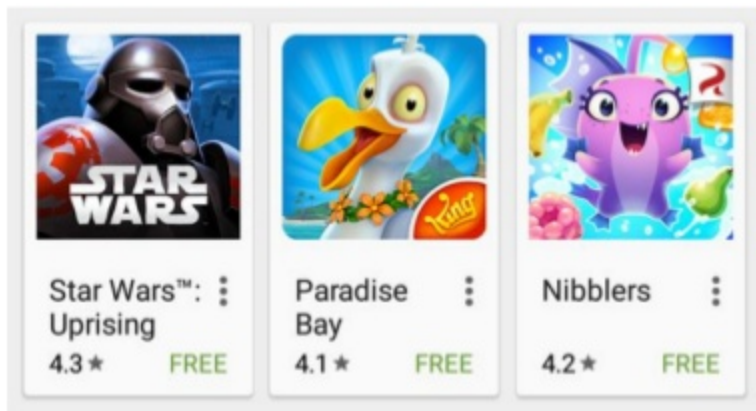 STAR
WARS
King
Star Wars™:
Uprising
4.3★ FREE
Paradise
Bay
4.1★ FREE
Nibblers
4.2★ FREE